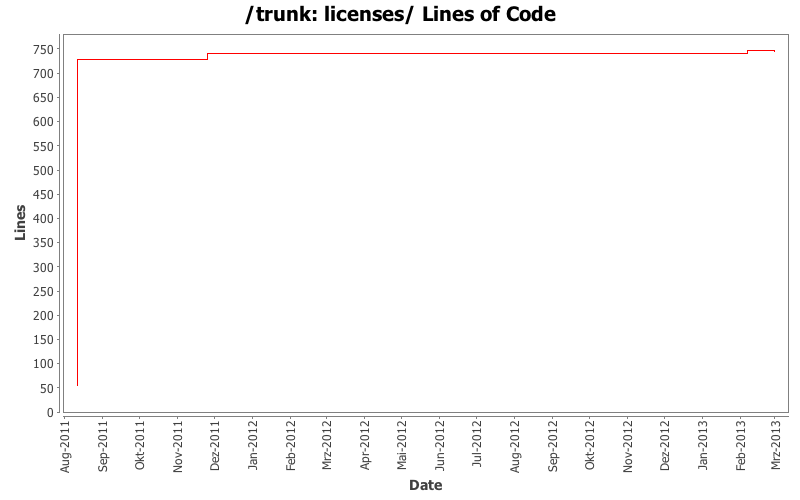 /trunk: licenses/ Lines of Code
Lines
750
700
650
600
550
500
450
400
350
300
250
200
150
100
50
0
Aug-2011
Sep-2011
Okt-2011
Nov-2011
Dez-2011
Jan-2012
Feb-2012
Mrz-2012
Apr-2012
Mai-2012
Jun-2012
Jul-2012
Aug-2012
Sep-2012
Okt-2012
Nov-2012
Dez-2012
Jan-2013
Feb-2013
Mrz-2013
Date